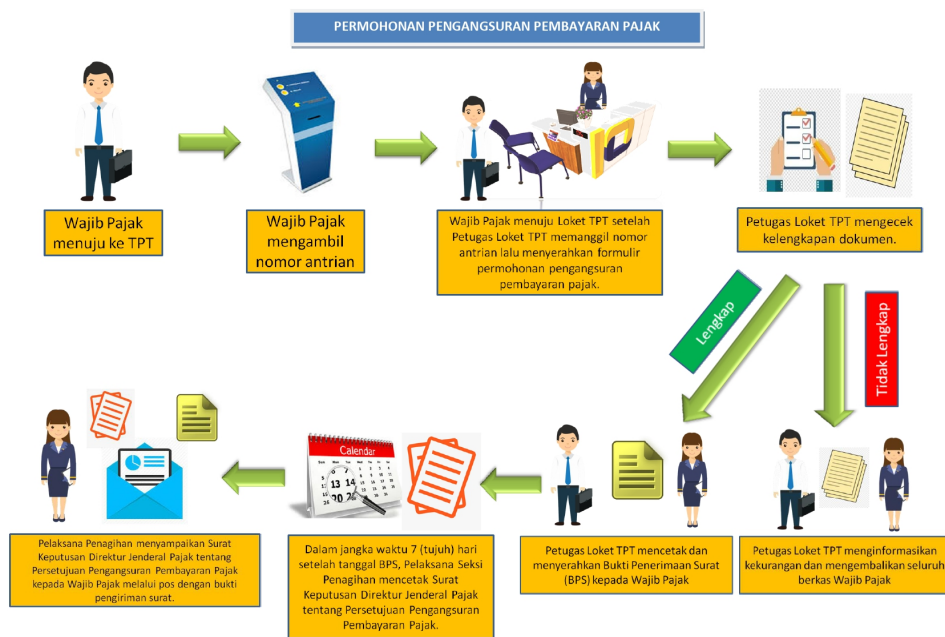 PERMOHONAN PENGANGSURAN PEMBAYARAN PAJAK
Wajib Pajak
menuju ke TPT
Wajib Pajak
mengambil
nomor antrian
Wajib Pajak menuju Loket TPT setelah
Petugas Loket TPT memanggil nomor
antrian lalu menyerahkan formulir
permohonan pengangsuran
pembayaran pajak.
Petugas Loket TPT mengecek
kelengkapan dokumen.
Lengkap
Tidak Lengkap
Petugas Loket TPT menginformasikan
kekurangan dan mengembalikan seluruh
berkas Wajib Pajak
Petugas Loket TPT mencetak dan
menyerahkan Bukti Penerimaan Surat
(BPS) kepada Wajib Pajak
Calendar
13 14
Dalam jangka waktu 7 (tujuh) hari
setelah tanggal BPS, Pelaksana Seksi
Penagihan mencetak Surat
Keputusan Direktur Jenderal Pajak
tentang Persetujuan Pengangsuran
Pembayaran Pajak.
Pelaksana Penagihan menyampaikan Surat
Keputusan Direktur Jenderal Pajak tentang
Persetujuan Pengangsuran Pembayaran Pajak
kepada Wajib Pajak melalui pos dengan bukti
pengiriman surat.